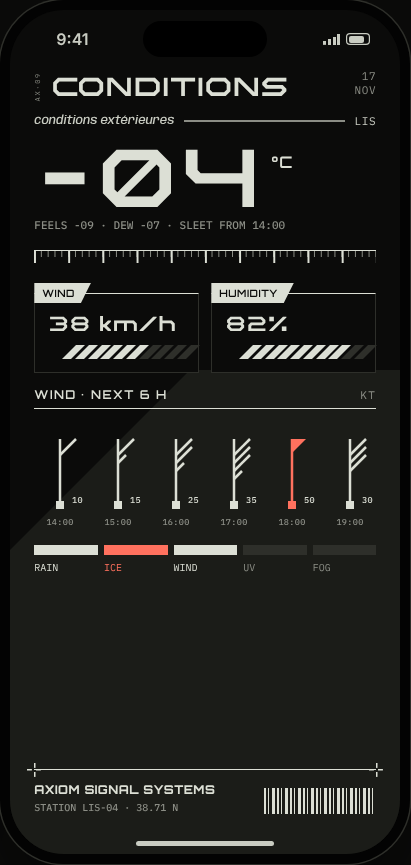 9:41
AX·09
CONDITIONS
17
NOV
conditions extérieures
LIS
-04 °C
FEELS -09 · DEW -07 · SLEET FROM 14:00
WIND
38 km/h
HUMIDITY
82%
WIND · NEXT 6 H
KT
10 15 25 35 50 30
14:00 15:00 16:00 17:00 18:00 19:00
RAIN ICE WIND UV FOG
AXIOM SIGNAL SYSTEMS
STATION LIS-04 · 38.71 N